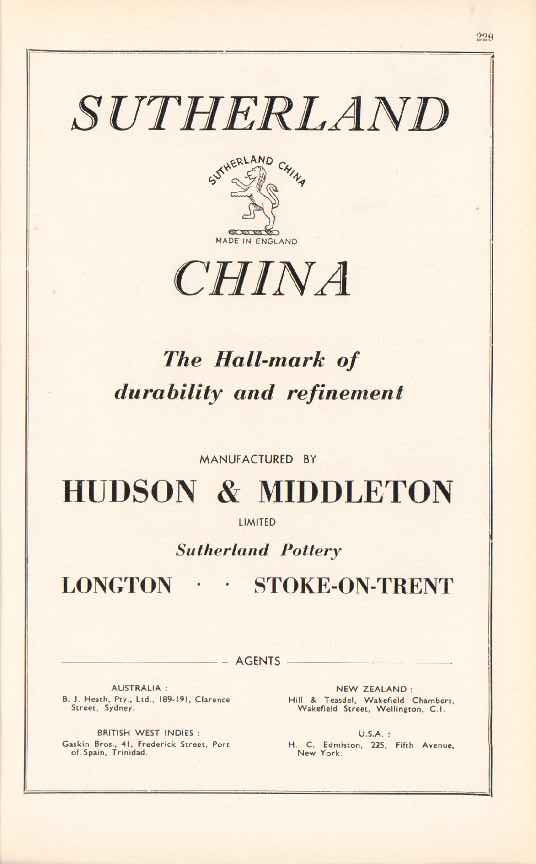 229
SUTHERLAND
SUTHERLAND CHINA
MADE IN ENGLAND
CHINA
The Hall-mark of
durability and refinement
MANUFACTURED BY
HUDSON & MIDDLETON
LIMITED
Sutherland Pottery
LONGTON · · STOKE-ON-TRENT
AGENTS
AUSTRALIA :
B. J. Heath, Pty., Ltd., 189-191, Clarence
Street, Sydney.
NEW ZEALAND :
Hill & Teasdel, Wakefield Chambers,
Wakefield Street, Wellington, C.1.
BRITISH WEST INDIES :
Gaskin Bros., 41, Frederick Street, Port
of Spain, Trinidad.
U.S.A. :
H. C. Edmiston, 225, Fifth Avenue,
New York.